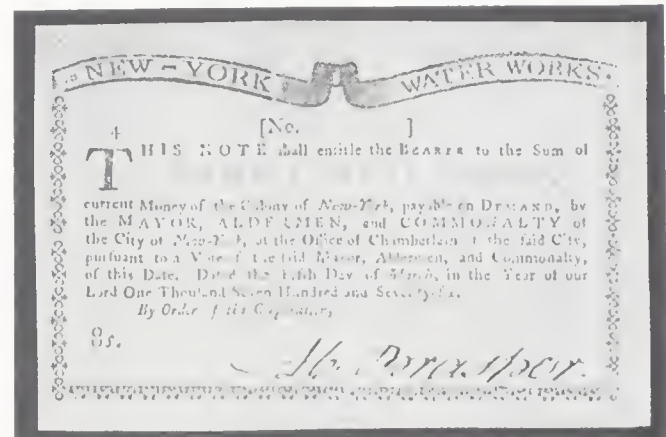 NEW-YORK WATER WORKS.
4
[No. ]
THIS NOTE shall entitle the BEARER to the Sum of
current Money of the Colony of New-York, payable on DEMAND, by
the MAYOR, ALDERMEN, and COMMONALTY of
the City of New-York, at the Office of Chamberlain of the said City,
pursuant to a Vote of the said Mayor, Aldermen, and Commonalty,
of this Date. Dated the Fifth Day of March, in the Year of our
Lord One Thousand Seven Hundred and Seventy-six.
By Order of the Corporation,
8s.